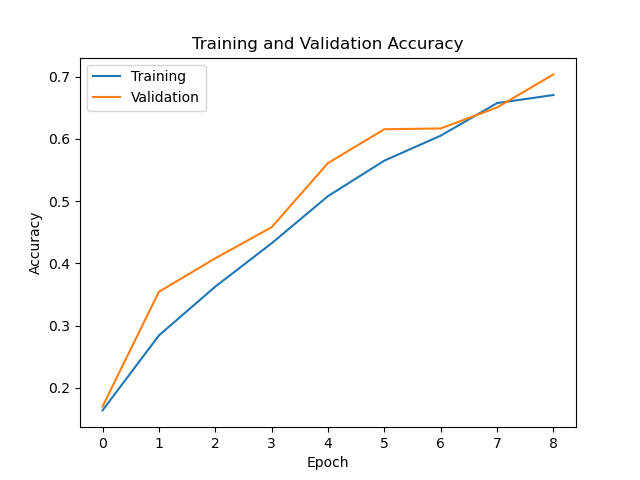 Training and Validation Accuracy
Training
Validation
0.7
0.6
0.5
0.4
0.3
0.2
Accuracy
0 1 2 3 4 5 6 7 8
Epoch